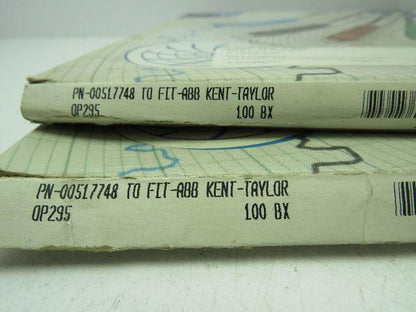 PN-00517748 TO FIT-ABB KENT-TAYLOR
OP295 100 BX
PN-00517748 TO FIT-ABB KENT-TAYLOR
OP295 100 BX